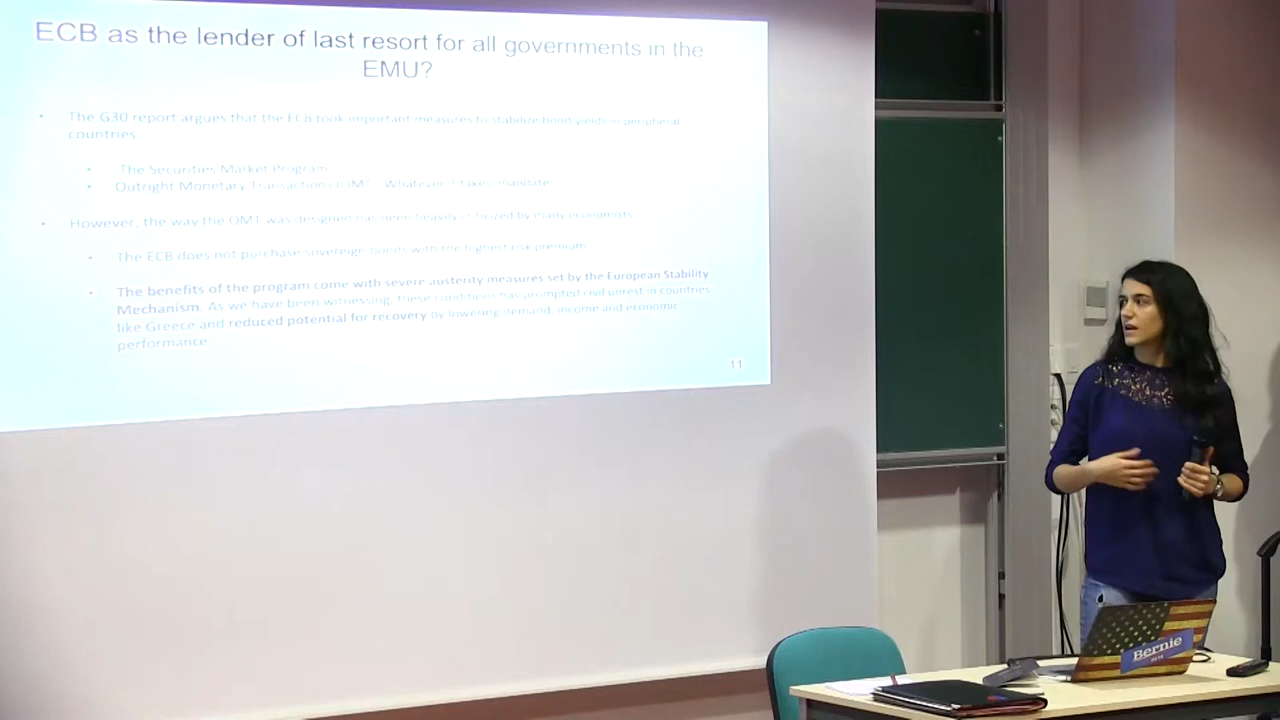 ECB as the lender of last resort for all governments in the
EMU?
The G30 report argues that the ECB took important measures to stabilize bond yields in peripheral
countries
The Securities Market Program
Outright Monetary Transactions takes mandate
However, the way the OMT was designed has been heavily criticized by many economists
The ECB does not purchase sovereign bonds with the highest risk premium
The benefits of the program come with severe austerity measures set by the European Stability
Mechanism. As we have been witnessing, these conditions has prompted civil unrest in countries
like Greece and reduced potential for recovery by lowering demand, income and economic
performance
11
Bernie
2016